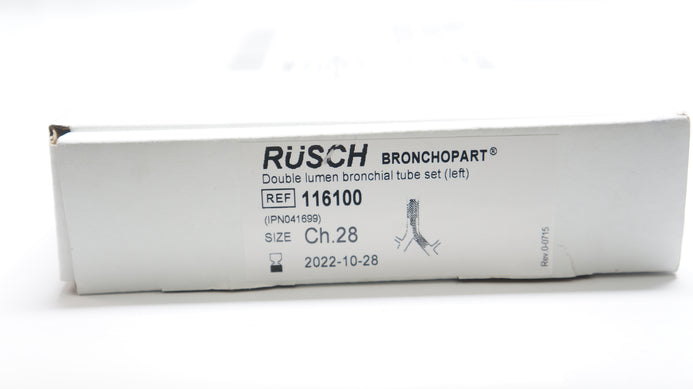 RÜSCH BRONCHOPART®
Double lumen bronchial tube set (left)
REF 116100
(IPN041699)
SIZE Ch.28
2022-10-28
Rev.0-0715